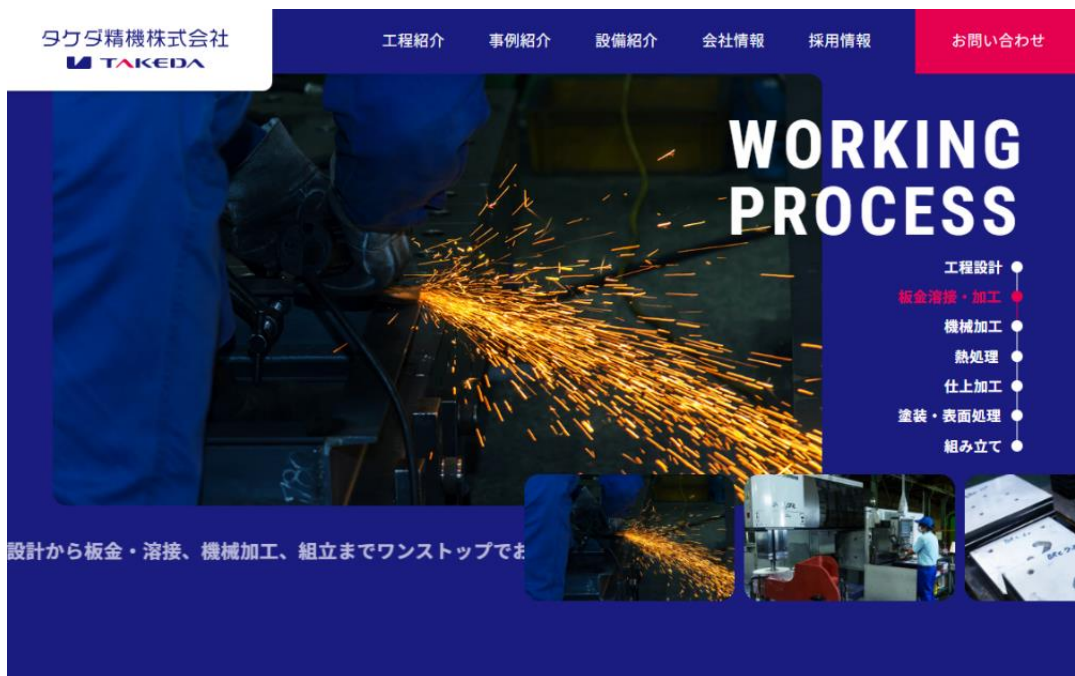 タケダ精機株式会社
TAKEDA
工程紹介
事例紹介
設備紹介
会社情報
採用情報
お問い合わせ
WORKING
PROCESS
工程設計
板金溶接・加工
機械加工
熱処理
仕上加工
塗装・表面処理
組み立て
設計から板金・溶接、機械加工、組立までワンストップでお